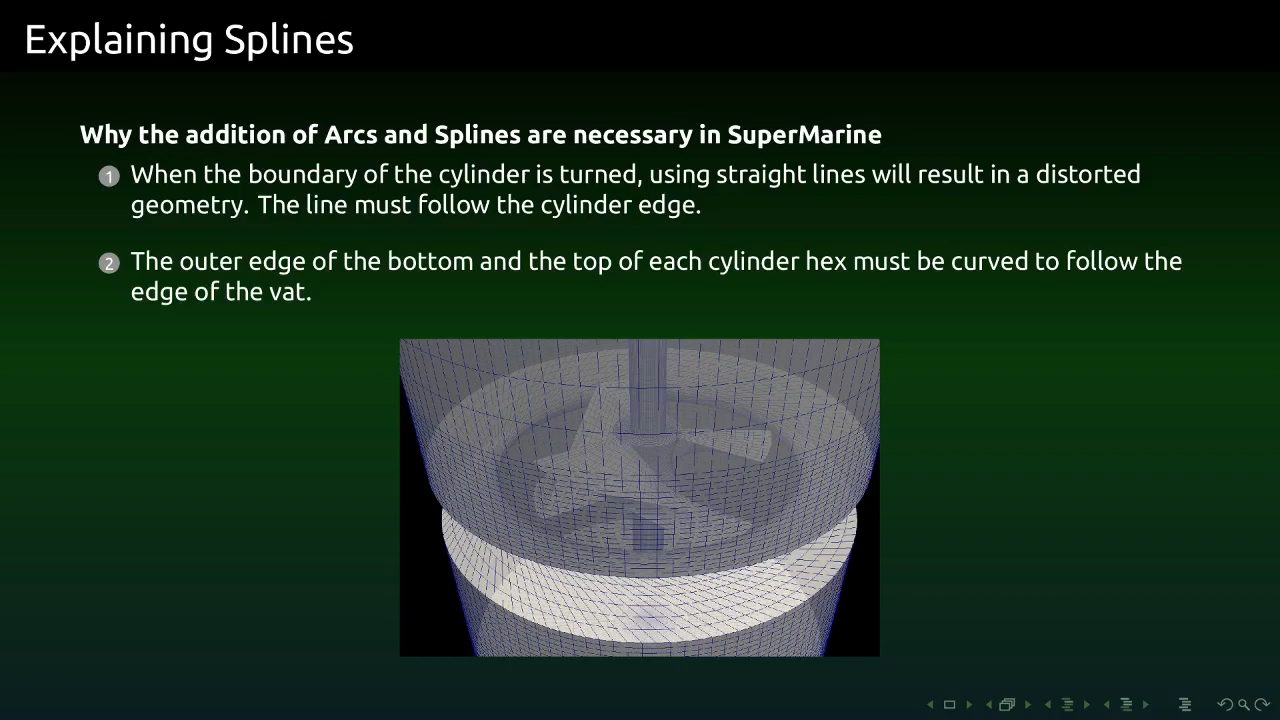 Explaining Splines
Why the addition of Arcs and Splines are necessary in SuperMarine
1 When the boundary of the cylinder is turned, using straight lines will result in a distorted
geometry. The line must follow the cylinder edge.
2 The outer edge of the bottom and the top of each cylinder hex must be curved to follow the
edge of the vat.